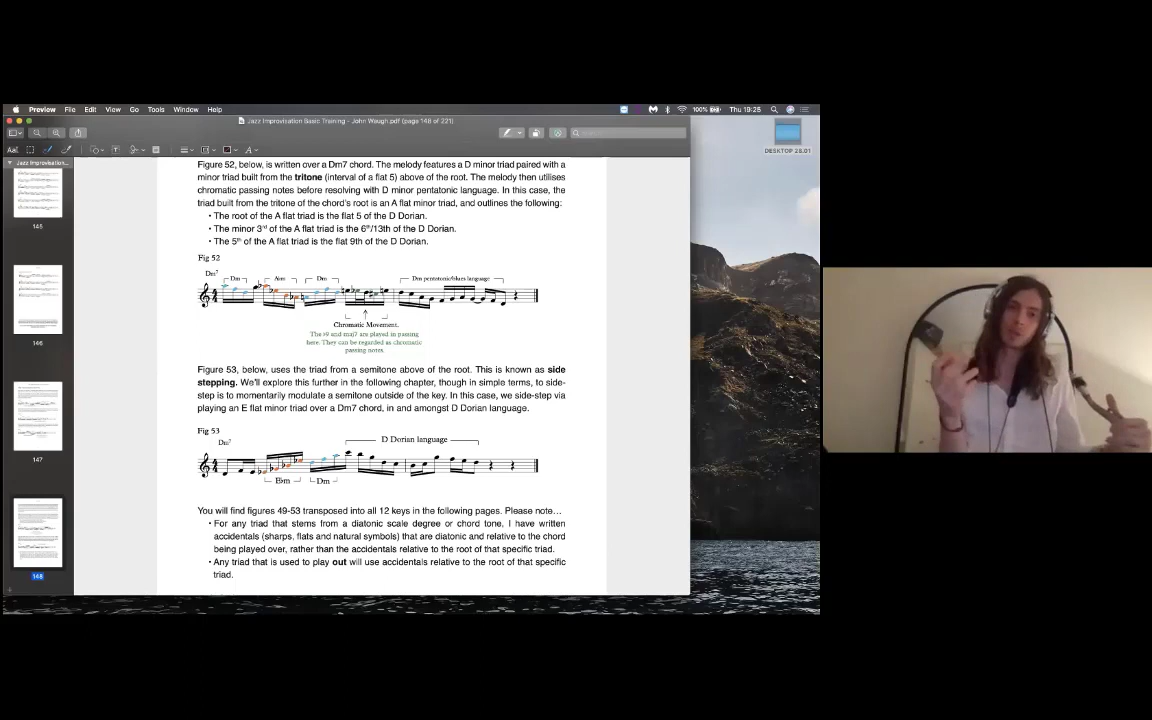 Preview File Edit View Go Tools Window Help
100% Thu 19:25
Jazz Improvisation Basic Training - John Waugh.pdf (page 148 of 221)
Jazz Improvisation...
DESKTOP 28.01
145
146
147
148
Figure 52, below, is written over a Dm7 chord. The melody features a D minor triad paired with a
minor triad built from the tritone (interval of a flat 5) above of the root. The melody then utilises
chromatic passing notes before resolving with D minor pentatonic language. In this case, the
triad built from the tritone of the chord's root is an A flat minor triad, and outlines the following:
• The root of the A flat triad is the flat 5 of the D Dorian.
• The minor 3rd of the A flat triad is the 6th/13th of the D Dorian.
• The 5th of the A flat triad is the flat 9th of the D Dorian.
Fig 52
Dm7
Dm A♭m Dm Dm pentatonic/blues language
Chromatic Movement.
The ♭9 and maj7 are played in passing
here. They can be regarded as chromatic
passing notes.
Figure 53, below, uses the triad from a semitone above of the root. This is known as side
stepping. We'll explore this further in the following chapter, though in simple terms, to side-
step is to momentarily modulate a semitone outside of the key. In this case, we side-step via
playing an E flat minor triad over a Dm7 chord, in and amongst D Dorian language.
Fig 53
Dm7
D Dorian language
E♭m Dm
You will find figures 49-53 transposed into all 12 keys in the following pages. Please note…
• For any triad that stems from a diatonic scale degree or chord tone, I have written
accidentals (sharps, flats and natural symbols) that are diatonic and relative to the chord
being played over, rather than the accidentals relative to the root of that specific triad.
• Any triad that is used to play out will use accidentals relative to the root of that specific
triad.